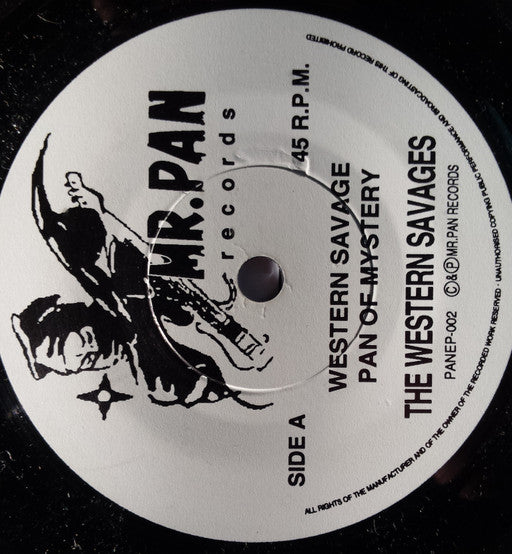 MR.PAN
records
SIDE A
45 R.P.M.
WESTERN SAVAGE
PAN OF MYSTERY
THE WESTERN SAVAGES
PANEP-002 ©&℗MR.PAN RECORDS
ALL RIGHTS OF THE MANUFACTURER AND OF THE OWNER OF THE RECORDED WORK RESERVED - UNAUTHORISED COPYING PUBLIC PERFORMANCE AND BROADCASTING OF THIS RECORD PROHIBITED